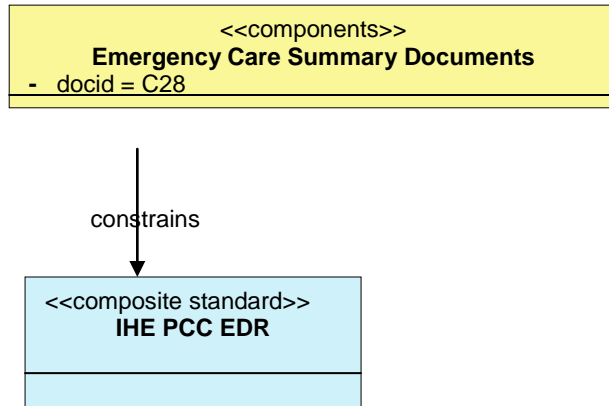 <<components>>
Emergency Care Summary Documents
- docid = C28
constrains
<<composite standard>>
IHE PCC EDR